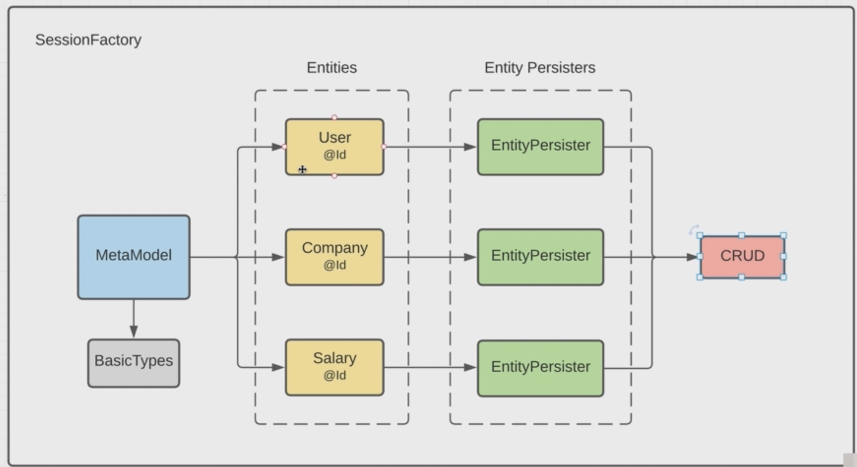 SessionFactory
Entities
Entity Persisters
User
@Id
EntityPersister
MetaModel
Company
@Id
EntityPersister
CRUD
BasicTypes
Salary
@Id
EntityPersister